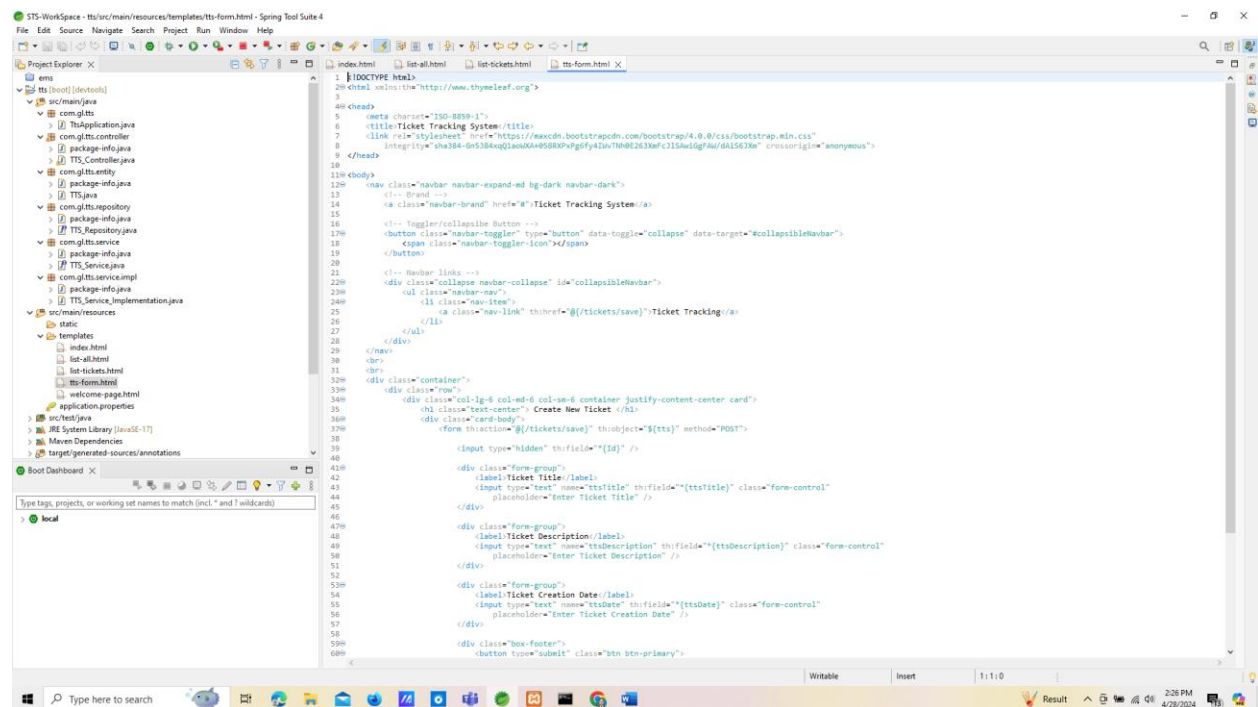 STS-WorkSpace - tts/src/main/resources/templates/tts-form.html - Spring Tool Suite 4
File Edit Source Navigate Search Project Run Window Help
Project Explorer
ems
tts [boot] [devtools]
src/main/java
com.gl.tts
TtsApplication.java
com.gl.tts.controller
package-info.java
TTS_Controller.java
com.gl.tts.entity
package-info.java
TTS.java
com.gl.tts.repository
package-info.java
TTS_Repository.java
com.gl.tts.service
package-info.java
TTS_Service.java
com.gl.tts.service.impl
package-info.java
TTS_Service_Implementation.java
src/main/resources
static
templates
index.html
list-all.html
list-tickets.html
tts-form.html
welcome-page.html
application.properties
src/test/java
JRE System Library [JavaSE-17]
Maven Dependencies
target/generated-sources/annotations
Boot Dashboard
Type tags, projects, or working set names to match (incl. * and ? wildcards)
local
index.html list-all.html list-tickets.html tts-form.html
1 <!DOCTYPE html>
2 <html xmlns:th="http://www.thymeleaf.org">
3
4 <head>
5 <meta charset="ISO-8859-1">
6 <title>Ticket Tracking System</title>
7 <link rel="stylesheet" href="https://maxcdn.bootstrapcdn.com/bootstrap/4.0.0/css/bootstrap.min.css"
8 integrity= crossorigin="anonymous">
9 </head>
10
11 <body>
12 <nav class="navbar navbar-expand-md bg-dark navbar-dark">
13 <!-- Brand -->
14 <a class="navbar-brand" href="#">Ticket Tracking System</a>
15
16 <!-- Toggler/collapsibe Button -->
17 <button class="navbar-toggler" type="button" data-toggle="collapse" data-target="#collapsibleNavbar">
18 <span class="navbar-toggler-icon"></span>
19 </button>
20
21 <!-- Navbar links -->
22 <div class="collapse navbar-collapse" id="collapsibleNavbar">
23 <ul class="navbar-nav">
24 <li class="nav-item">
25 <a class="nav-link" th:href="@{/tickets/save}">Ticket Tracking</a>
26 </li>
27 </ul>
28 </div>
29 </nav>
30 <br>
31 <br>
32 <div class="container">
33 <div class="row">
34 <div class="col-lg-6 col-md-6 col-sm-6 container justify-content-center card">
35 <h1 class="text-center"> Create New Ticket </h1>
36 <div class="card-body">
37 <form th:action="@{/tickets/save}" th:object="${tts}" method="POST">
38
39 <input type="hidden" th:field="*{Id}" />
40
41 <div class="form-group">
42 <label>Ticket Title</label>
43 <input type="text" name="ttsTitle" th:field="*{ttsTitle}" class="form-control"
44 placeholder="Enter Ticket Title" />
45 </div>
46
47 <div class="form-group">
48 <label>Ticket Description</label>
49 <input type="text" name="ttsDescription" th:field="*{ttsDescription}" class="form-control"
50 placeholder="Enter Ticket Description" />
51 </div>
52
53 <div class="form-group">
54 <label>Ticket Creation Date</label>
55 <input type="text" name="ttsDate" th:field="*{ttsDate}" class="form-control"
56 placeholder="Enter Ticket Creation Date" />
57 </div>
58
59 <div class="box-footer">
60 <button type="submit" class="btn btn-primary">
Writable Insert 1:1:0
Type here to search
Result
2:26 PM
4/28/2024